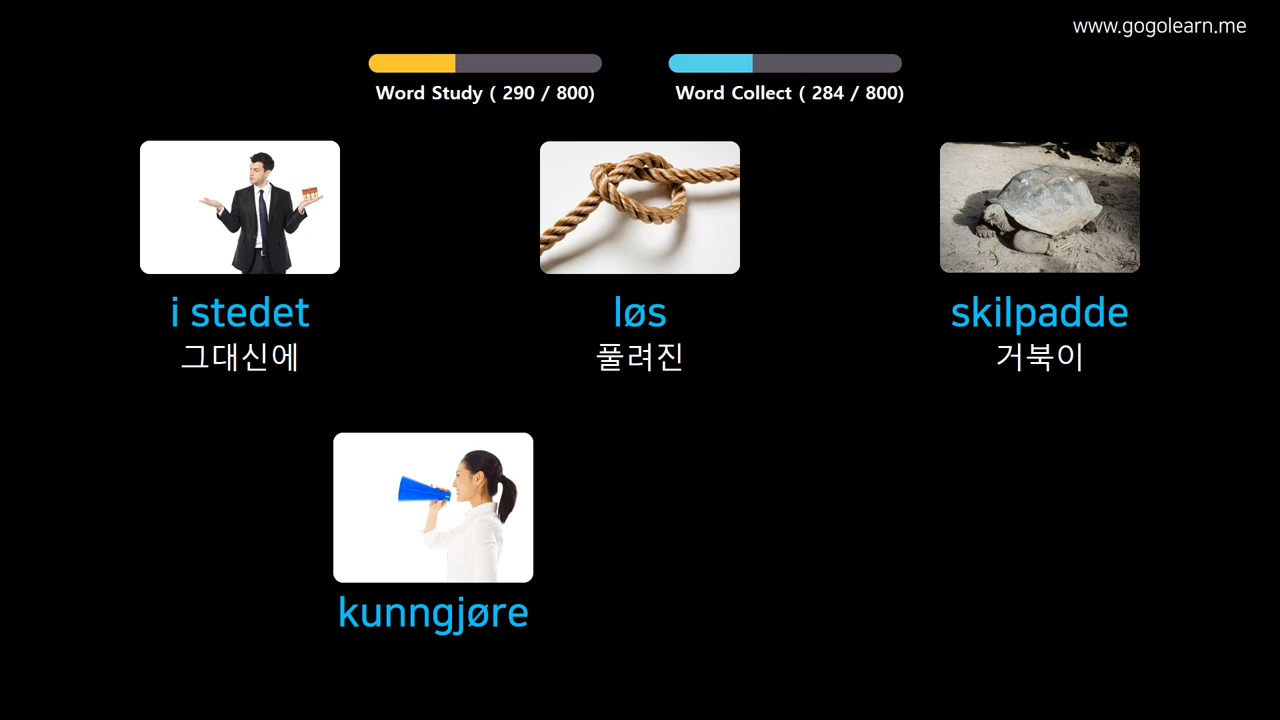 www.gogolearn.me
Word Study ( 290 / 800)
Word Collect ( 284 / 800)
i stedet
løs
skilpadde
그대신에
풀려진
거북이
kunngjøre